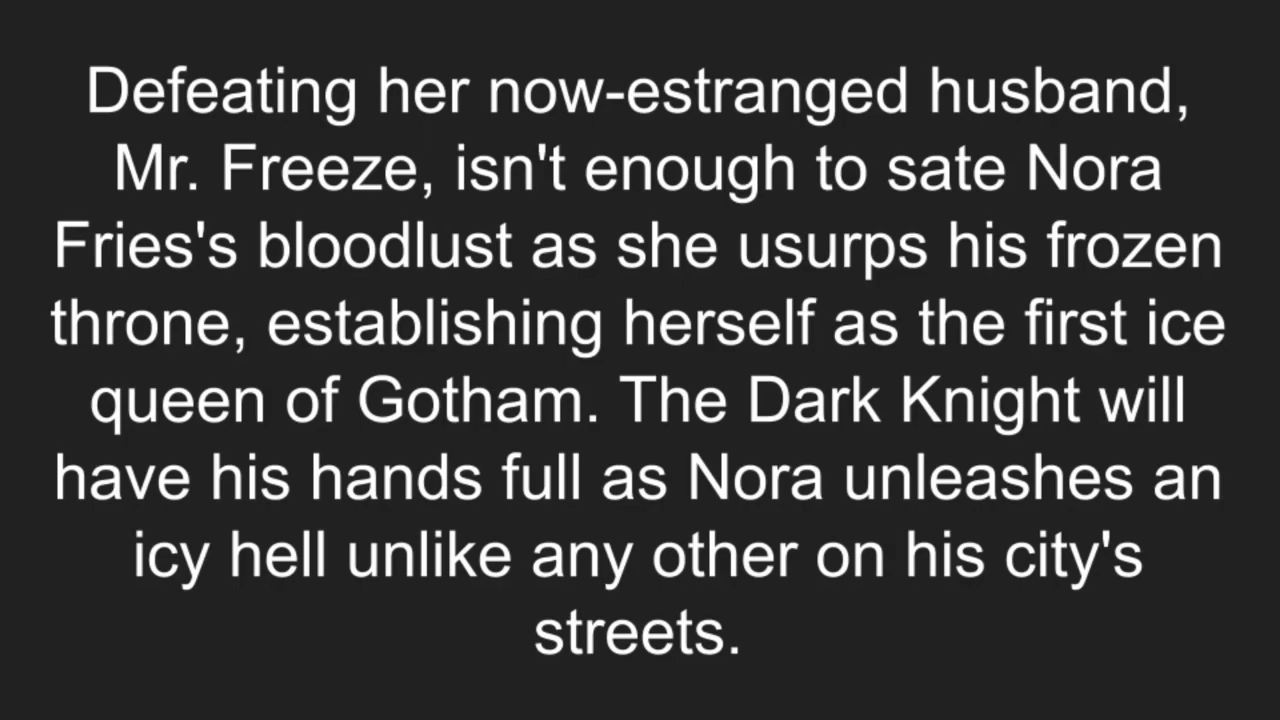 Defeating her now-estranged husband,
Mr. Freeze, isn't enough to sate Nora
Fries's bloodlust as she usurps his frozen
throne, establishing herself as the first ice
queen of Gotham. The Dark Knight will
have his hands full as Nora unleashes an
icy hell unlike any other on his city's
streets.